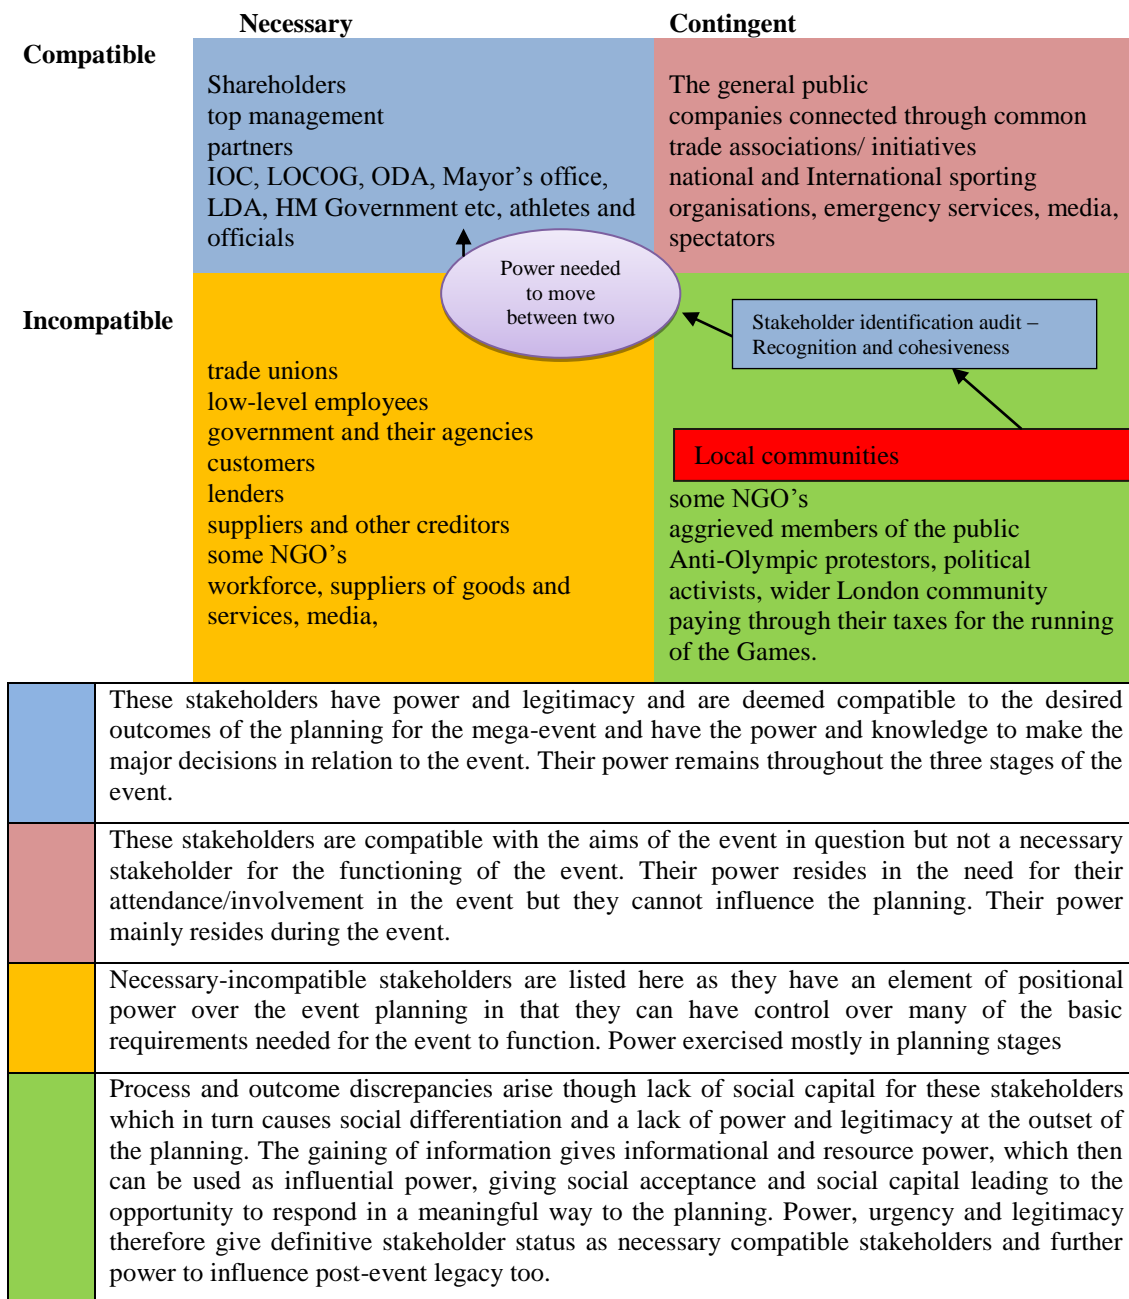 Necessary
Contingent
Compatible
Shareholders
top management
partners
IOC, LOCOG, ODA, Mayor’s office,
LDA, HM Government etc, athletes and
officials
The general public
companies connected through common
trade associations/ initiatives
national and International sporting
organisations, emergency services, media,
spectators
Power needed
to move
between two
Incompatible
Stakeholder identification audit –
Recognition and cohesiveness
trade unions
low-level employees
government and their agencies
customers
lenders
suppliers and other creditors
some NGO’s
workforce, suppliers of goods and
services, media,
Local communities
some NGO’s
aggrieved members of the public
Anti-Olympic protestors, political
activists, wider London community
paying through their taxes for the running
of the Games.
These stakeholders have power and legitimacy and are deemed compatible to the desired
outcomes of the planning for the mega-event and have the power and knowledge to make the
major decisions in relation to the event. Their power remains throughout the three stages of the
event.
These stakeholders are compatible with the aims of the event in question but not a necessary
stakeholder for the functioning of the event. Their power resides in the need for their
attendance/involvement in the event but they cannot influence the planning. Their power
mainly resides during the event.
Necessary-incompatible stakeholders are listed here as they have an element of positional
power over the event planning in that they can have control over many of the basic
requirements needed for the event to function. Power exercised mostly in planning stages
Process and outcome discrepancies arise though lack of social capital for these stakeholders
which in turn causes social differentiation and a lack of power and legitimacy at the outset of
the planning. The gaining of information gives informational and resource power, which then
can be used as influential power, giving social acceptance and social capital leading to the
opportunity to respond in a meaningful way to the planning. Power, urgency and legitimacy
therefore give definitive stakeholder status as necessary compatible stakeholders and further
power to influence post-event legacy too.